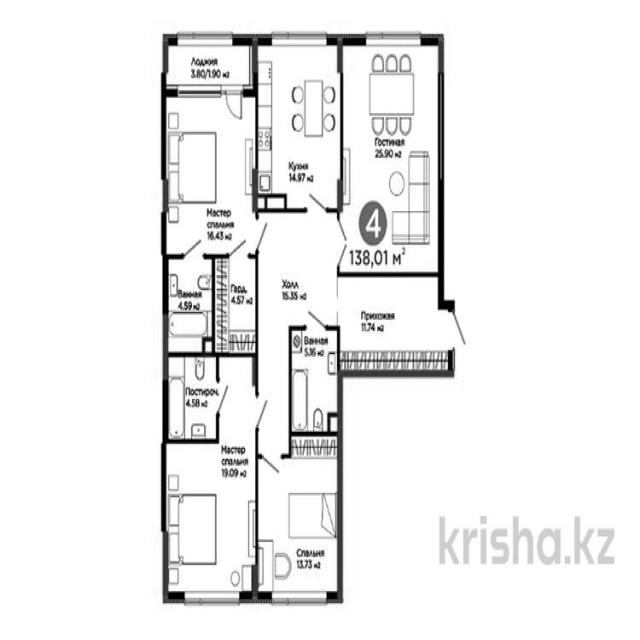 Лоджия
3.80/1.90 м2
Кухня
14.97 м2
Гостиная
25.90 м2
Мастер
спальня
16.43 м2
4
138,01 м2
Ванная
4.59 м2
Гард.
4.57 м2
Холл
15.35 м2
Прихожая
11.74 м2
Ванная
5.16 м2
Постироч.
4.58 м2
Мастер
спальня
19.09 м2
Спальня
13.73 м2
krisha.kz